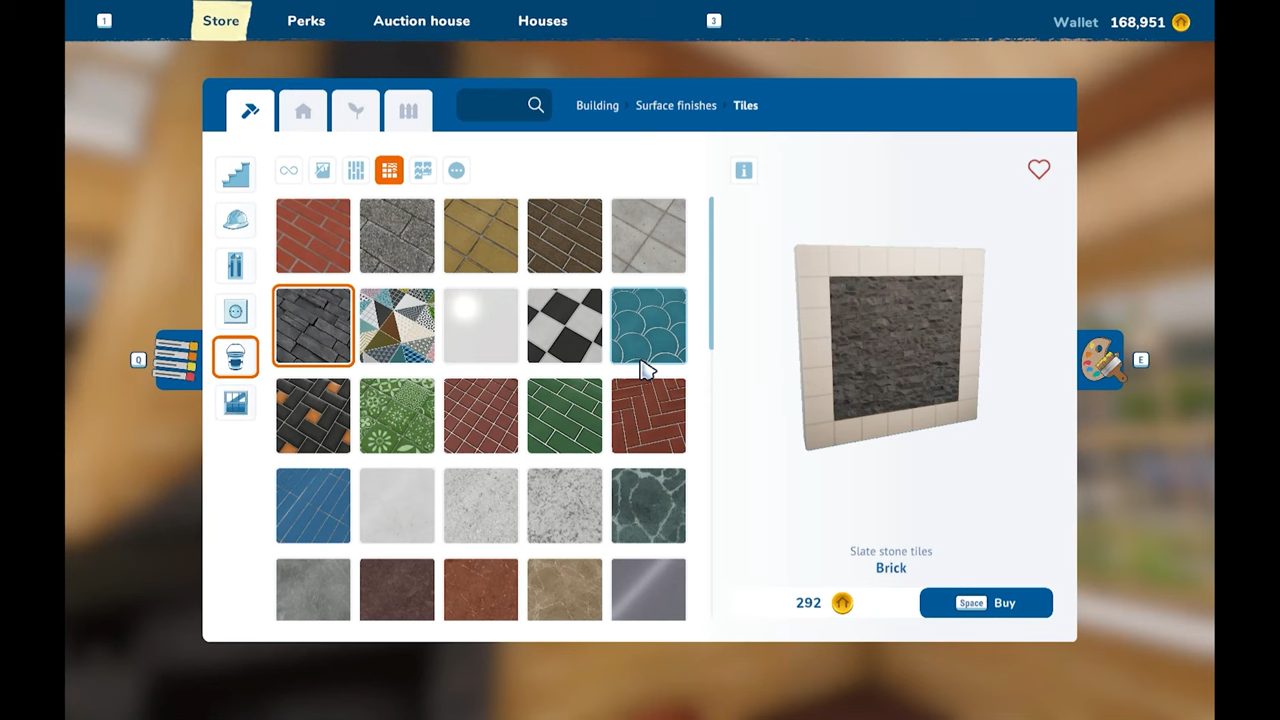 1 Store Perks Auction house Houses 3 Wallet 168,951
Building Surface finishes Tiles
Q
E
Slate stone tiles
Brick
292 Space Buy